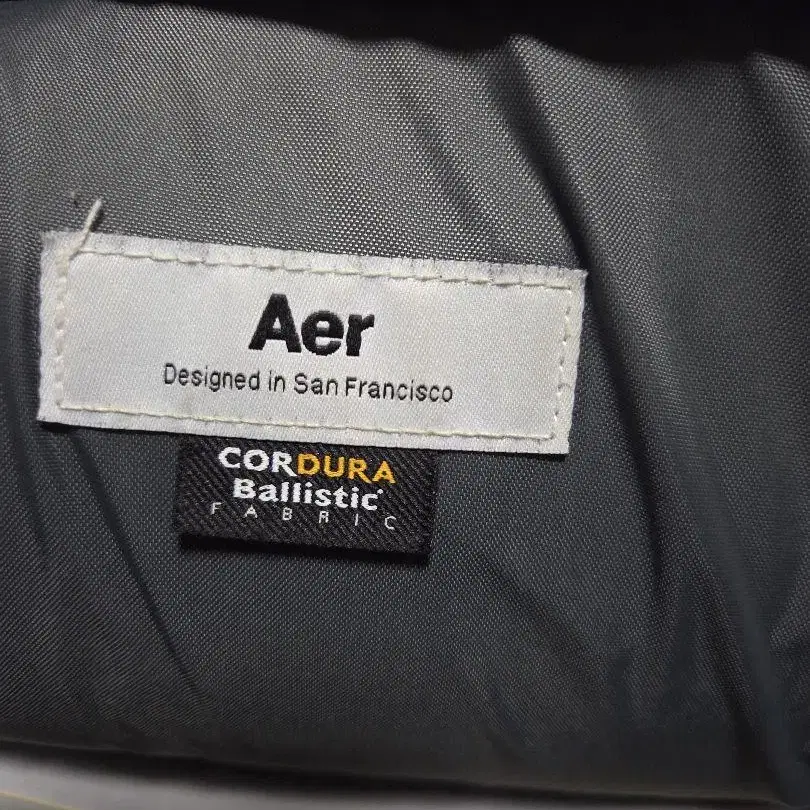 Aer
Designed in San Francisco
CORDURA
Ballistic®
FABRIC